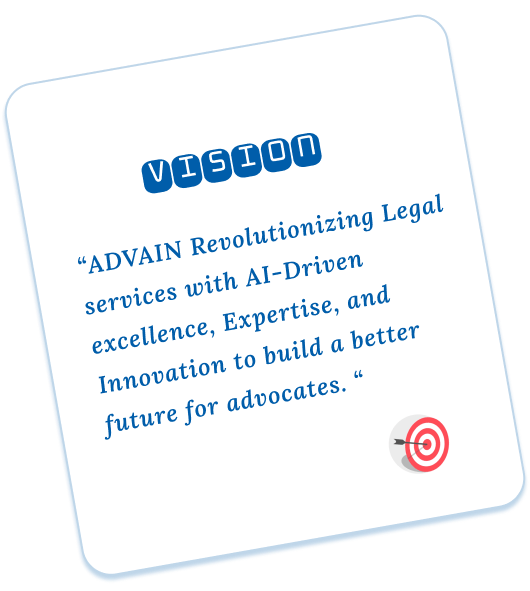 VISION
“ADVAIN Revolutionizing Legal
services with AI-Driven
excellence, Expertise, and
Innovation to build a better
future for advocates. “